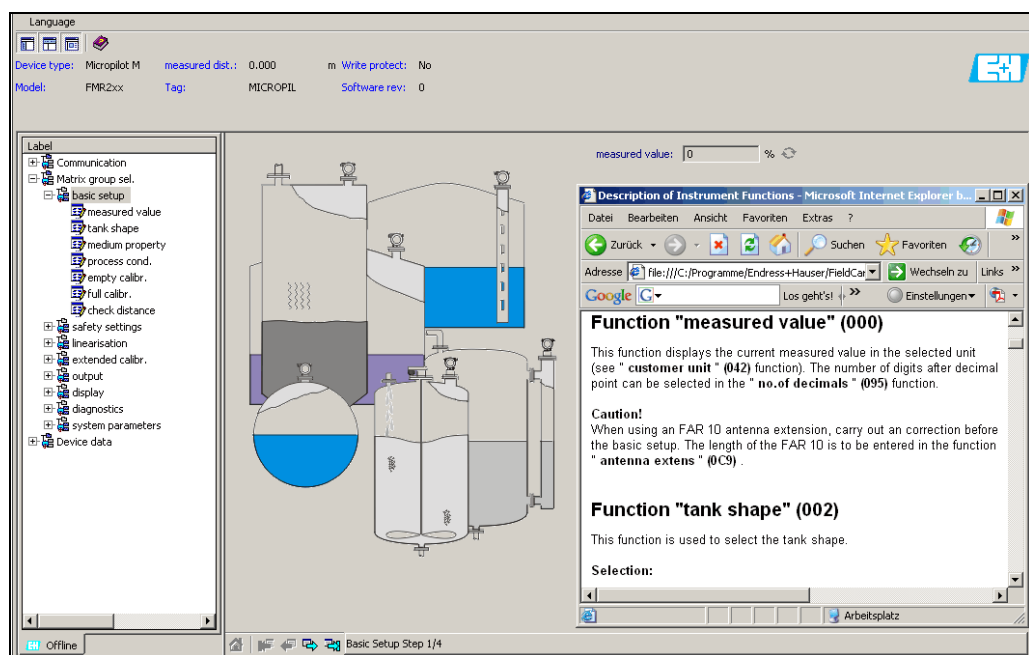 Language
Device type: Micropilot M measured dist.: 0.000 m Write protect: No
Model: FMR2xx Tag: MICROPIL Software rev: 0
E+H
Label
Communication
Matrix group sel.
basic setup
measured value
tank shape
medium property
process cond.
empty calibr.
full calibr.
check distance
safety settings
linearisation
extended calibr.
output
display
diagnostics
system parameters
Device data
measured value: 0 %
Description of Instrument Functions - Microsoft Internet Explorer b...
Datei Bearbeiten Ansicht Favoriten Extras ?
Zurück Suchen Favoriten »
Adresse file:///C:/Programme/Endress+Hauser/FieldCar Wechseln zu Links »
Google G Los geht's! » Einstellungen
Function "measured value" (000)
This function displays the current measured value in the selected unit
(see " customer unit " (042) function). The number of digits after decimal
point can be selected in the " no.of decimals " (095) function.
Caution!
When using an FAR 10 antenna extension, carry out an correction before
the basic setup. The length of the FAR 10 is to be entered in the function
" antenna extens " (0C9) .
Function "tank shape" (002)
This function is used to select the tank shape.
Selection:
Arbeitsplatz
Offline
Basic Setup Step 1/4